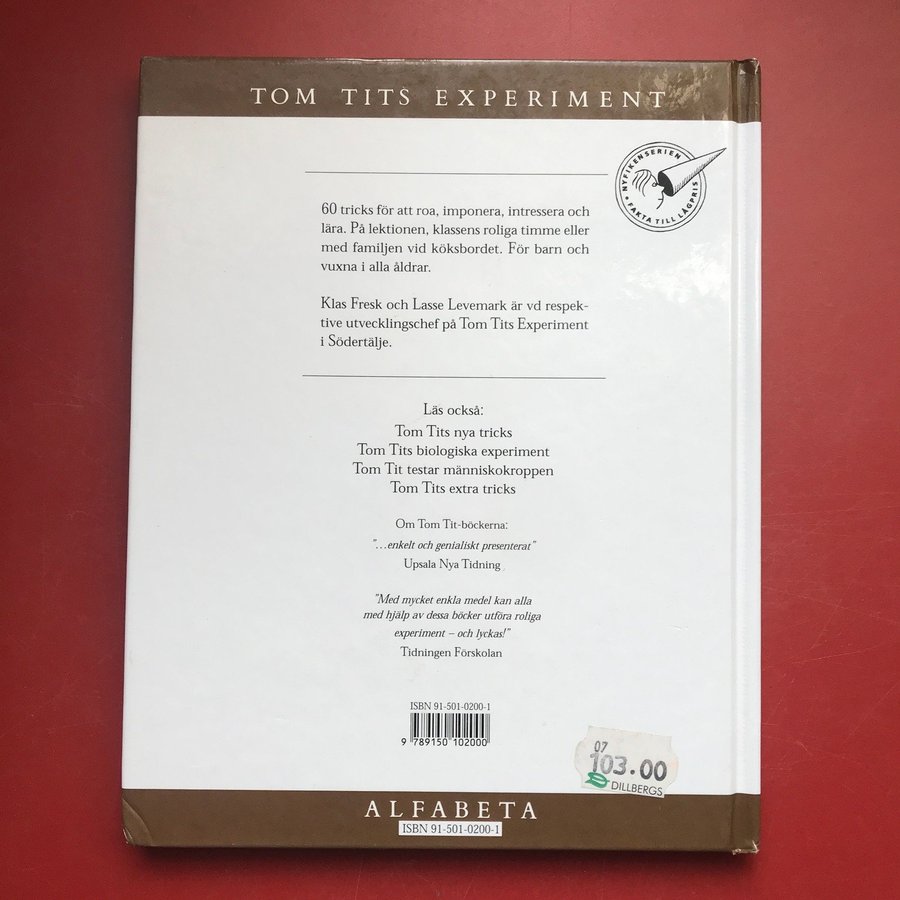 TOM TITS EXPERIMENT
NYFIKENSERIEN
FAKTA TILL LÅGPRIS
60 tricks för att roa, imponera, intressera och
lära. På lektionen, klassens roliga timme eller
med familjen vid köksbordet. För barn och
vuxna i alla åldrar.
Klas Fresk och Lasse Levemark är vd respek-
tive utvecklingschef på Tom Tits Experiment
i Södertälje.
Läs också:
Tom Tits nya tricks
Tom Tits biologiska experiment
Tom Tit testar människokroppen
Tom Tits extra tricks
Om Tom Tit-böckerna:
"...enkelt och genialiskt presenterat"
Upsala Nya Tidning
"Med mycket enkla medel kan alla
med hjälp av dessa böcker utföra roliga
experiment – och lyckas!"
Tidningen Förskolan
ISBN 91-501-0200-1
9 789150 102000
07
103.00
DILLBERGS
ALFABETA
ISBN 91-501-0200-1